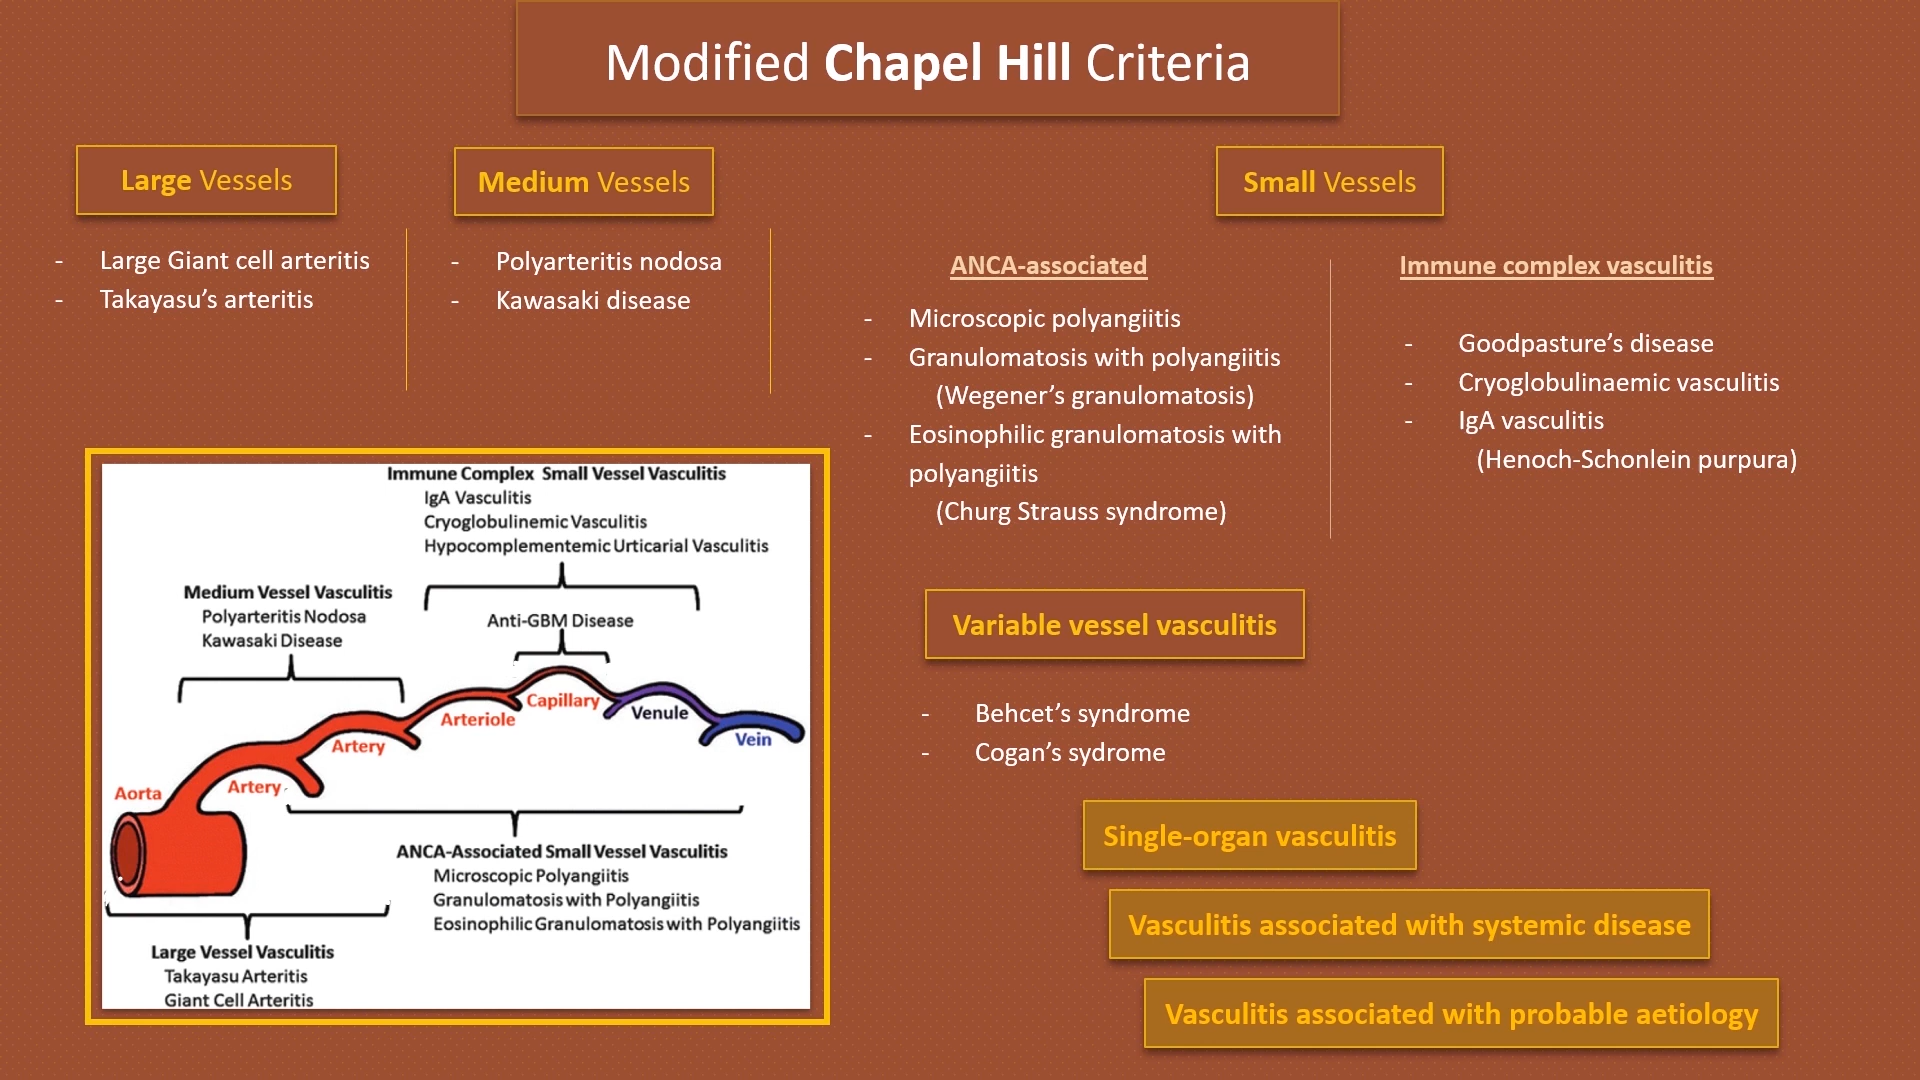 Modified Chapel Hill Criteria
Large Vessels
- Large Giant cell arteritis
- Takayasu’s arteritis
Medium Vessels
- Polyarteritis nodosa
- Kawasaki disease
Small Vessels
ANCA-associated
- Microscopic polyangiitis
- Granulomatosis with polyangiitis
(Wegener’s granulomatosis)
- Eosinophilic granulomatosis with
polyangiitis
(Churg Strauss syndrome)
Immune complex vasculitis
- Goodpasture’s disease
- Cryoglobulinaemic vasculitis
- IgA vasculitis
(Henoch-Schonlein purpura)
Immune Complex Small Vessel Vasculitis
IgA Vasculitis
Cryoglobulinemic Vasculitis
Hypocomplementemic Urticarial Vasculitis
Medium Vessel Vasculitis
Polyarteritis Nodosa
Kawasaki Disease
Anti-GBM Disease
Capillary
Arteriole
Venule
Vein
Artery
Artery
Aorta
ANCA-Associated Small Vessel Vasculitis
Microscopic Polyangiitis
Granulomatosis with Polyangiitis
Eosinophilic Granulomatosis with Polyangiitis
Large Vessel Vasculitis
Takayasu Arteritis
Giant Cell Arteritis
Variable vessel vasculitis
- Behcet’s syndrome
- Cogan’s sydrome
Single-organ vasculitis
Vasculitis associated with systemic disease
Vasculitis associated with probable aetiology